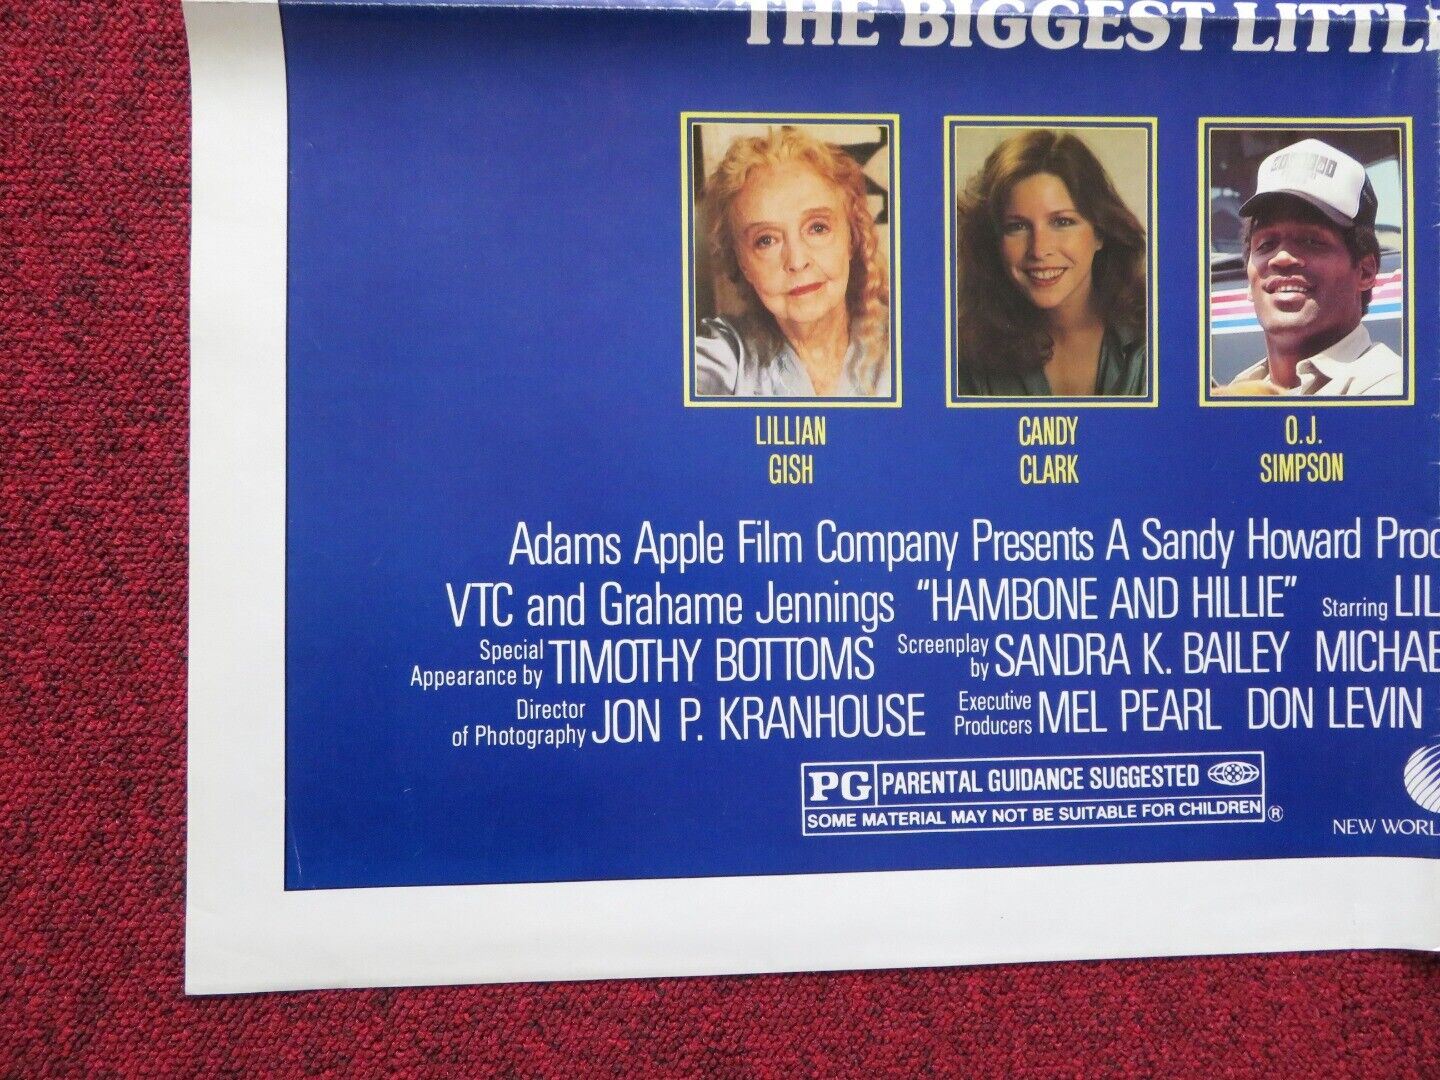 THE BIGGEST LITTL
LILLIAN
GISH
CANDY
CLARK
O.J.
SIMPSON
Adams Apple Film Company Presents A Sandy Howard Proc
VTC and Grahame Jennings "HAMBONE AND HILLIE" Starring LIL
Special Appearance by TIMOTHY BOTTOMS Screenplay by SANDRA K. BAILEY MICHAE
Director of Photography JON P. KRANHOUSE Executive Producers MEL PEARL DON LEVIN
PG PARENTAL GUIDANCE SUGGESTED
SOME MATERIAL MAY NOT BE SUITABLE FOR CHILDREN ®
NEW WORL